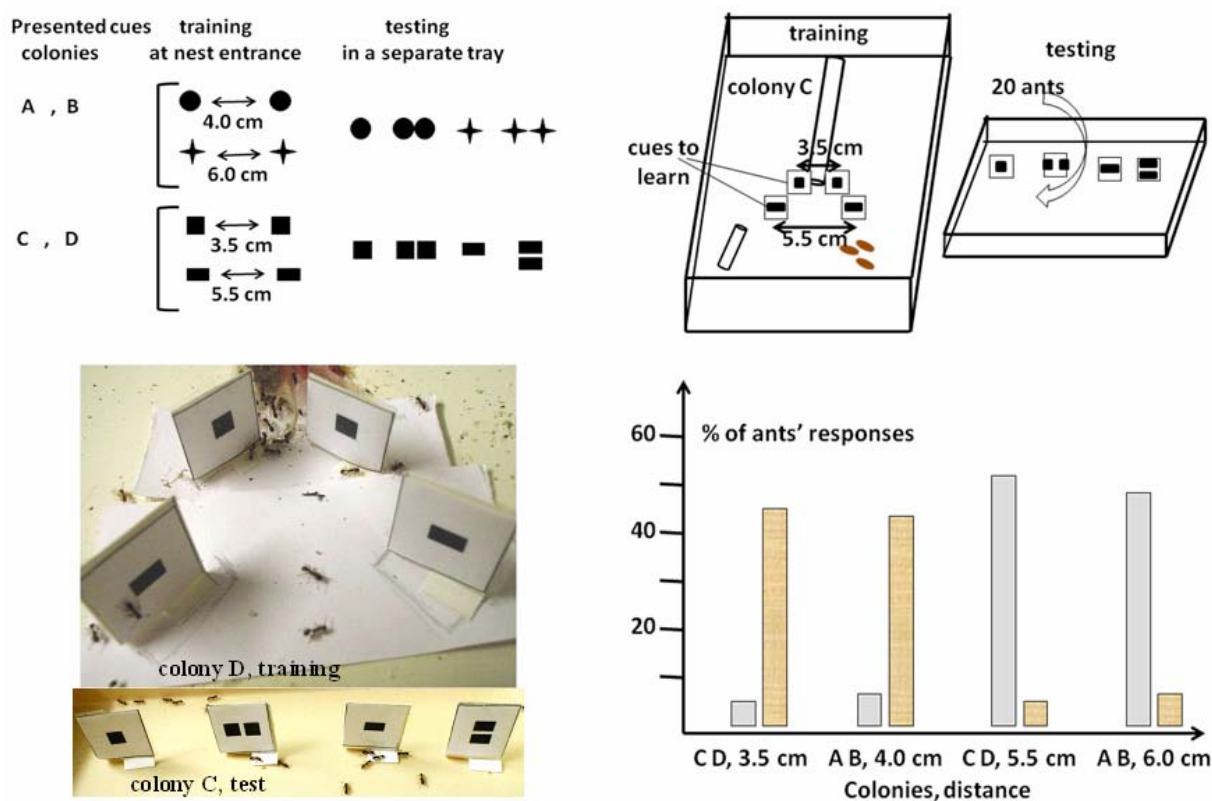 Presented cues training testing
colonies at nest entrance in a separate tray
A , B
4.0 cm
6.0 cm
C , D
3.5 cm
5.5 cm
training
testing
colony C
20 ants
3.5 cm
cues to
learn
5.5 cm
colony D, training
colony C, test
% of ants' responses
60
40
20
C D, 3.5 cm A B, 4.0 cm C D, 5.5 cm A B, 6.0 cm
Colonies, distance